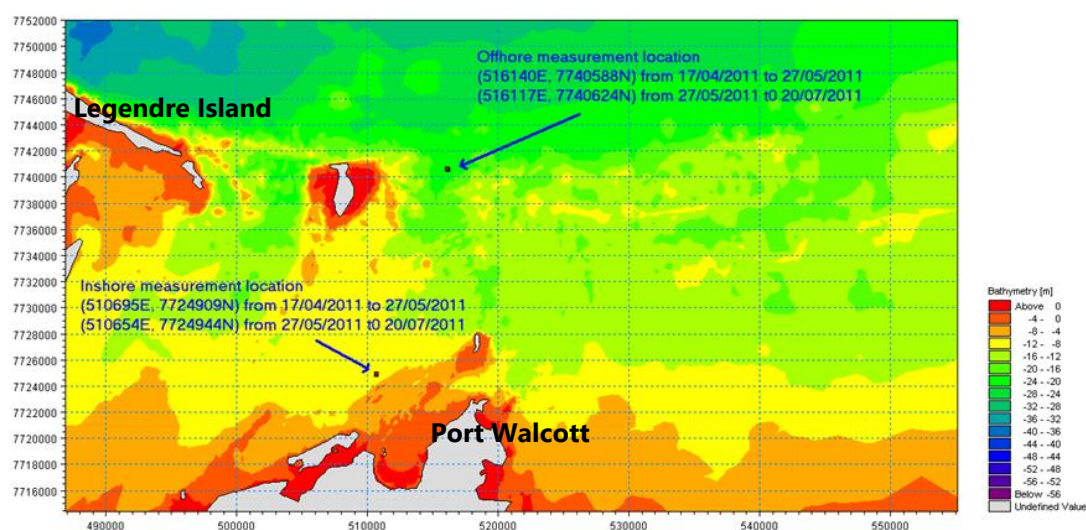 7752000
7750000
7748000
7746000
7744000
7742000
7740000
7738000
7736000
7734000
7732000
7730000
7728000
7726000
7724000
7722000
7720000
7718000
7716000
Offhore measurement location
(516140E, 7740588N) from 17/04/2011 to 27/05/2011
(516117E, 7740624N) from 27/05/2011 t0 20/07/2011
Legendre Island
Inshore measurement location
(510695E, 7724909N) from 17/04/2011 to 27/05/2011
(510654E, 7724944N) from 27/05/2011 t0 20/07/2011
Port Walcott
490000 500000 510000 520000 530000 540000 550000
Bathymetry [m]
Above 0
-4 - 0
-8 - -4
-12 - -8
-16 - -12
-20 - -16
-24 - -20
-28 - -24
-32 - -28
-36 - -32
-40 - -36
-44 - -40
-48 - -44
-52 - -48
-56 - -52
Below -56
Undefined Value